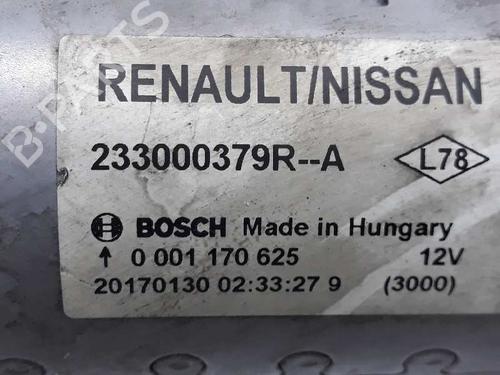 B-PARTS
RENAULT/NISSAN
233000379R--A
L78
BOSCH Made in Hungary
↑ 0 001 170 625 12V
20170130 02:33:27 9 (3000)